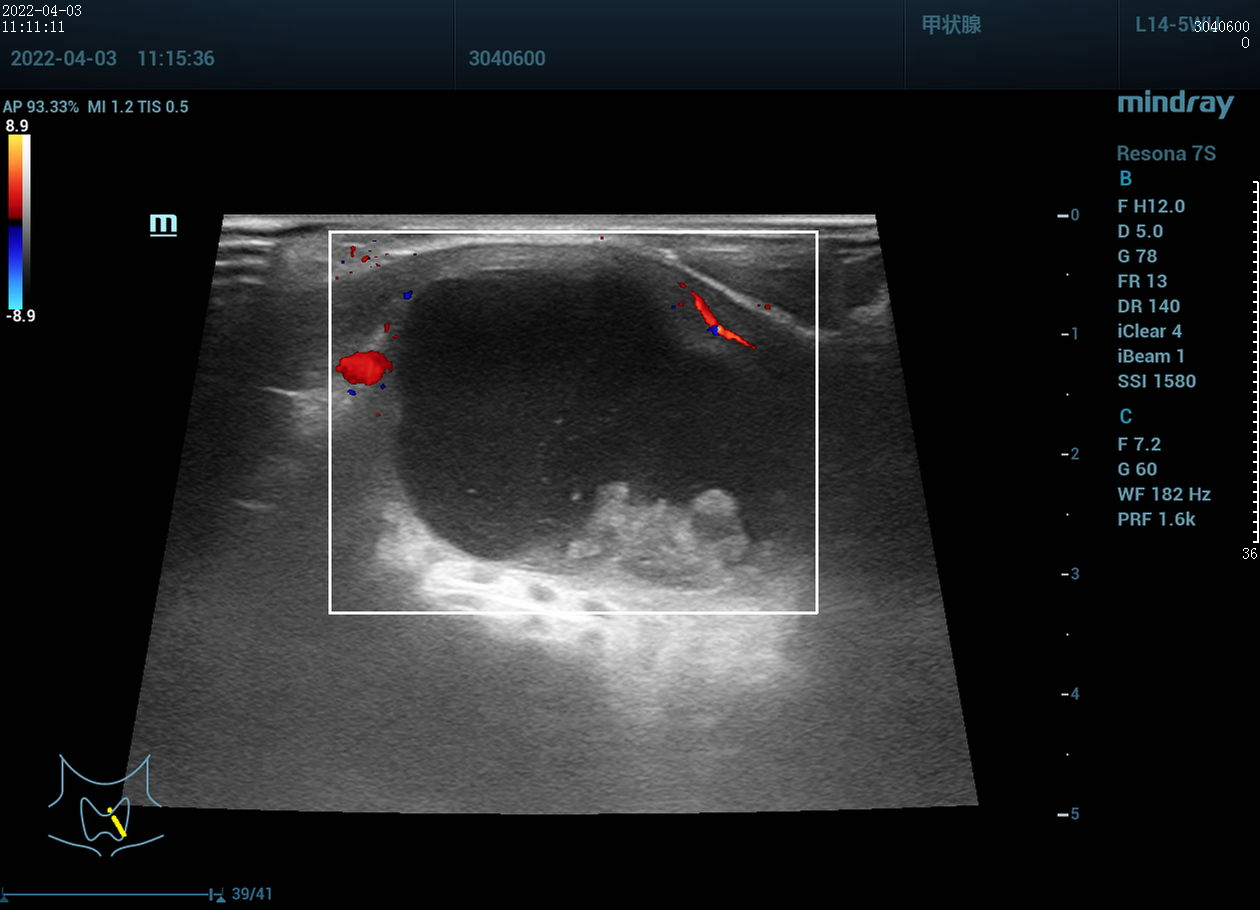 2022-04-03
11:11:11
2022-04-03 11:15:36
3040600
甲状腺
3040600
0
AP 93.33% MI 1.2 TIS 0.5
8.9
-8.9
m
mindray
Resona 7S
B
F H12.0
D 5.0
G 78
FR 13
DR 140
iClear 4
iBeam 1
SSI 1580
C
F 7.2
G 60
WF 182 Hz
PRF 1.6k
0
1
2
3
4
5
36
39/41